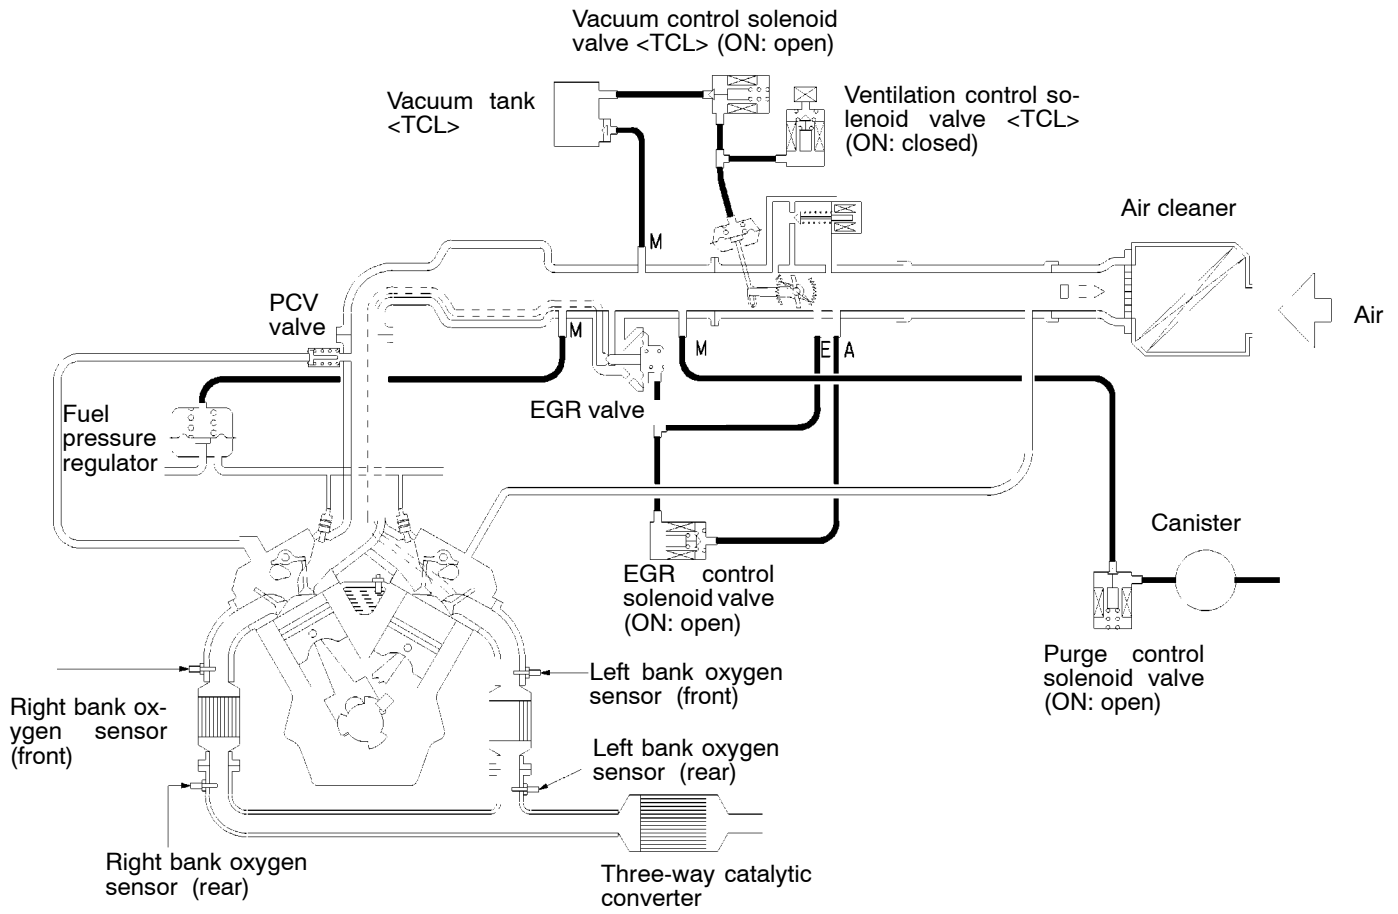 Vacuum control solenoid
valve <TCL> (ON: open)
Vacuum tank
<TCL>
Ventilation control so-
lenoid valve <TCL>
(ON: closed)
Air cleaner
M
Air
PCV
valve
M
M
E
A
EGR valve
Fuel
pressure
regulator
Canister
EGR control
solenoid valve
(ON: open)
Purge control
solenoid valve
(ON: open)
Left bank oxygen
sensor (front)
Right bank ox-
ygen sensor
(front)
Left bank oxygen
sensor (rear)
Right bank oxygen
sensor (rear)
Three-way catalytic
converter